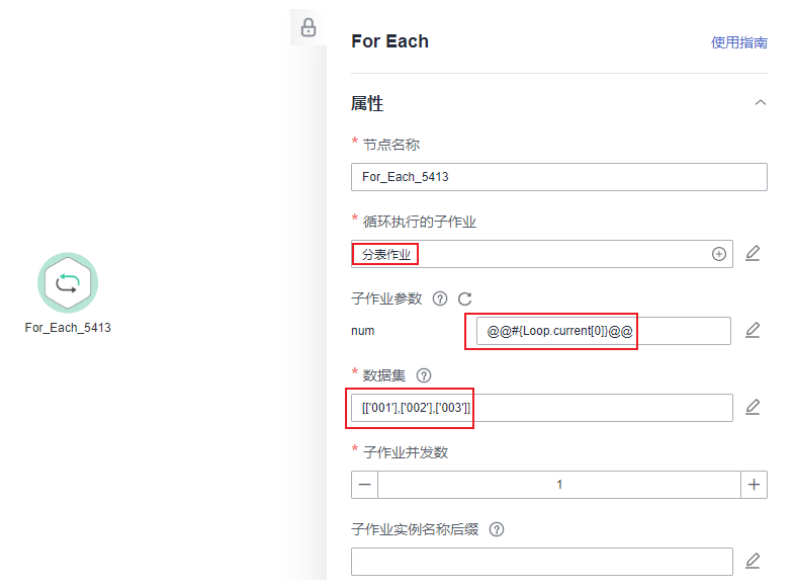 For Each
使用指南
属性
* 节点名称
For_Each_5413
* 循环执行的子作业
分表作业
子作业参数
num
@@#{Loop.current[0]}@@
* 数据集
[['001'],['002'],['003']]
* 子作业并发数
1
子作业实例名称后缀
For_Each_5413